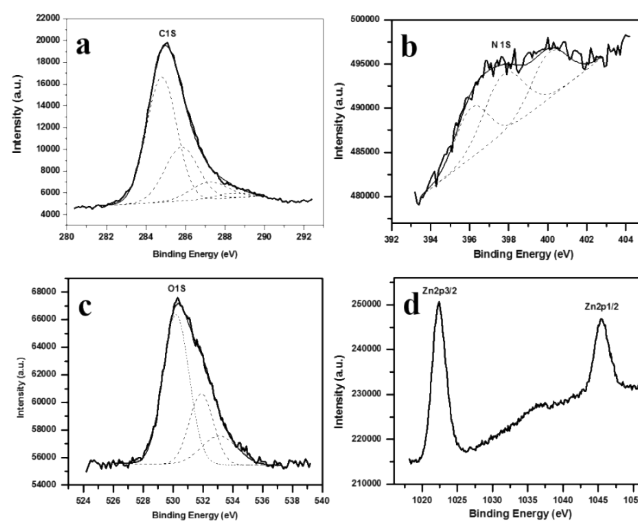 a
C1S
Intensity (a.u.)
20000
18000
16000
14000
12000
10000
8000
6000
4000
280 282 284 286 288 290 292
Binding Energy (eV)
b
N 1S
Intensity (a.u.)
500000
495000
490000
485000
480000
392 394 396 398 400 402 404
Binding Energy (eV)
c
O1S
Intensity (a.u.)
68000
66000
64000
62000
60000
58000
56000
54000
524 526 528 530 532 534 536 538 540
Binding Energy (eV)
d
Zn2p3/2
Zn2p1/2
Intensity (a.u.)
250000
240000
230000
220000
210000
1020 1025 1030 1035 1040 1045
Binding Energy (eV)